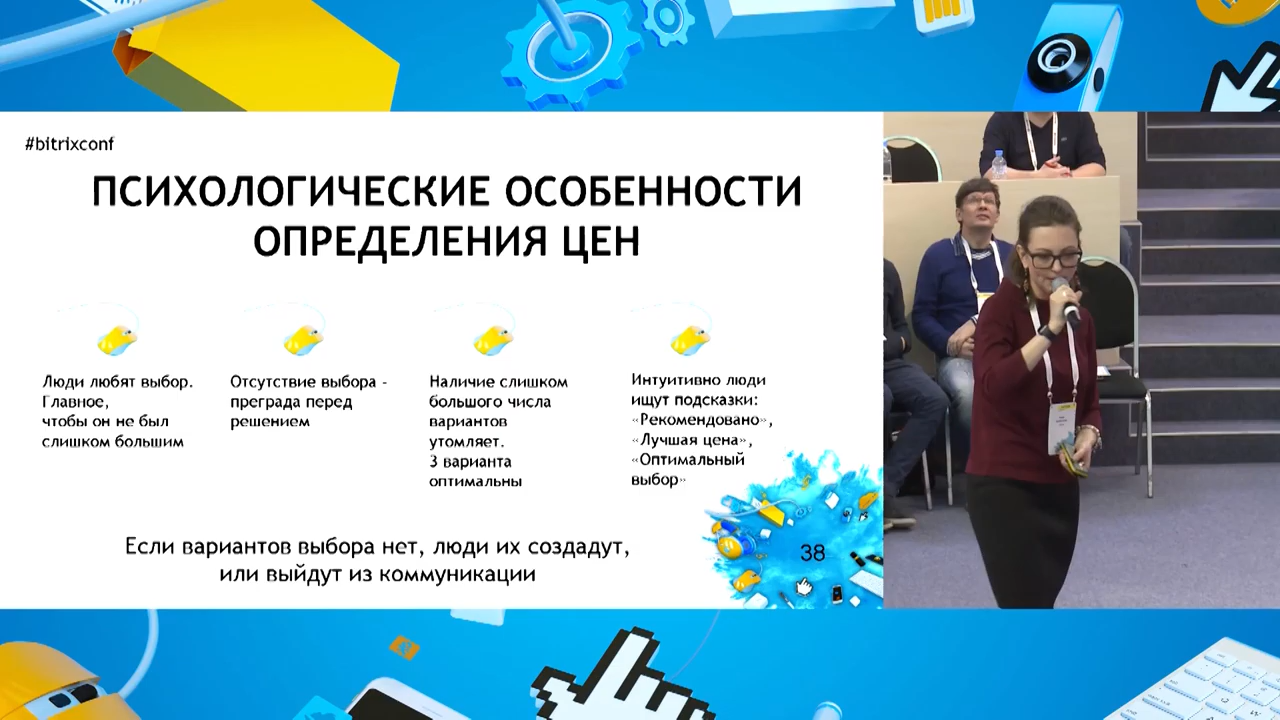 #bitrixconf
ПСИХОЛОГИЧЕСКИЕ ОСОБЕННОСТИ
ОПРЕДЕЛЕНИЯ ЦЕН
Люди любят выбор.
Главное,
чтобы он не был
слишком большим
Отсутствие выбора -
преграда перед
решением
Наличие слишком
большого числа
вариантов
утомляет.
3 варианта
оптимальны
Интуитивно люди
ищут подсказки:
«Рекомендовано»,
«Лучшая цена»,
«Оптимальный
выбор»
Если вариантов выбора нет, люди их создадут,
или выйдут из коммуникации
38